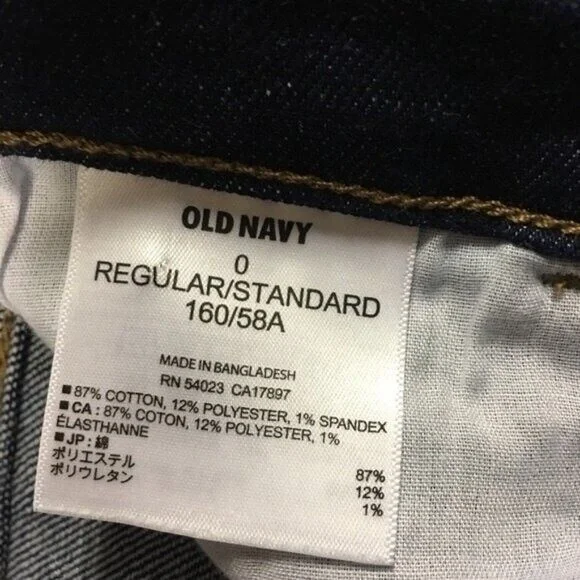 OLD NAVY
0
REGULAR/STANDARD
160/58A
MADE IN BANGLADESH
RN 54023 CA17897
■ 87% COTTON, 12% POLYESTER, 1% SPANDEX
■ CA : 87% COTON, 12% POLYESTER, 1%
ÉLASTHANNE
■ JP : 綿 87%
ポリエステル 12%
ポリウレタン 1%